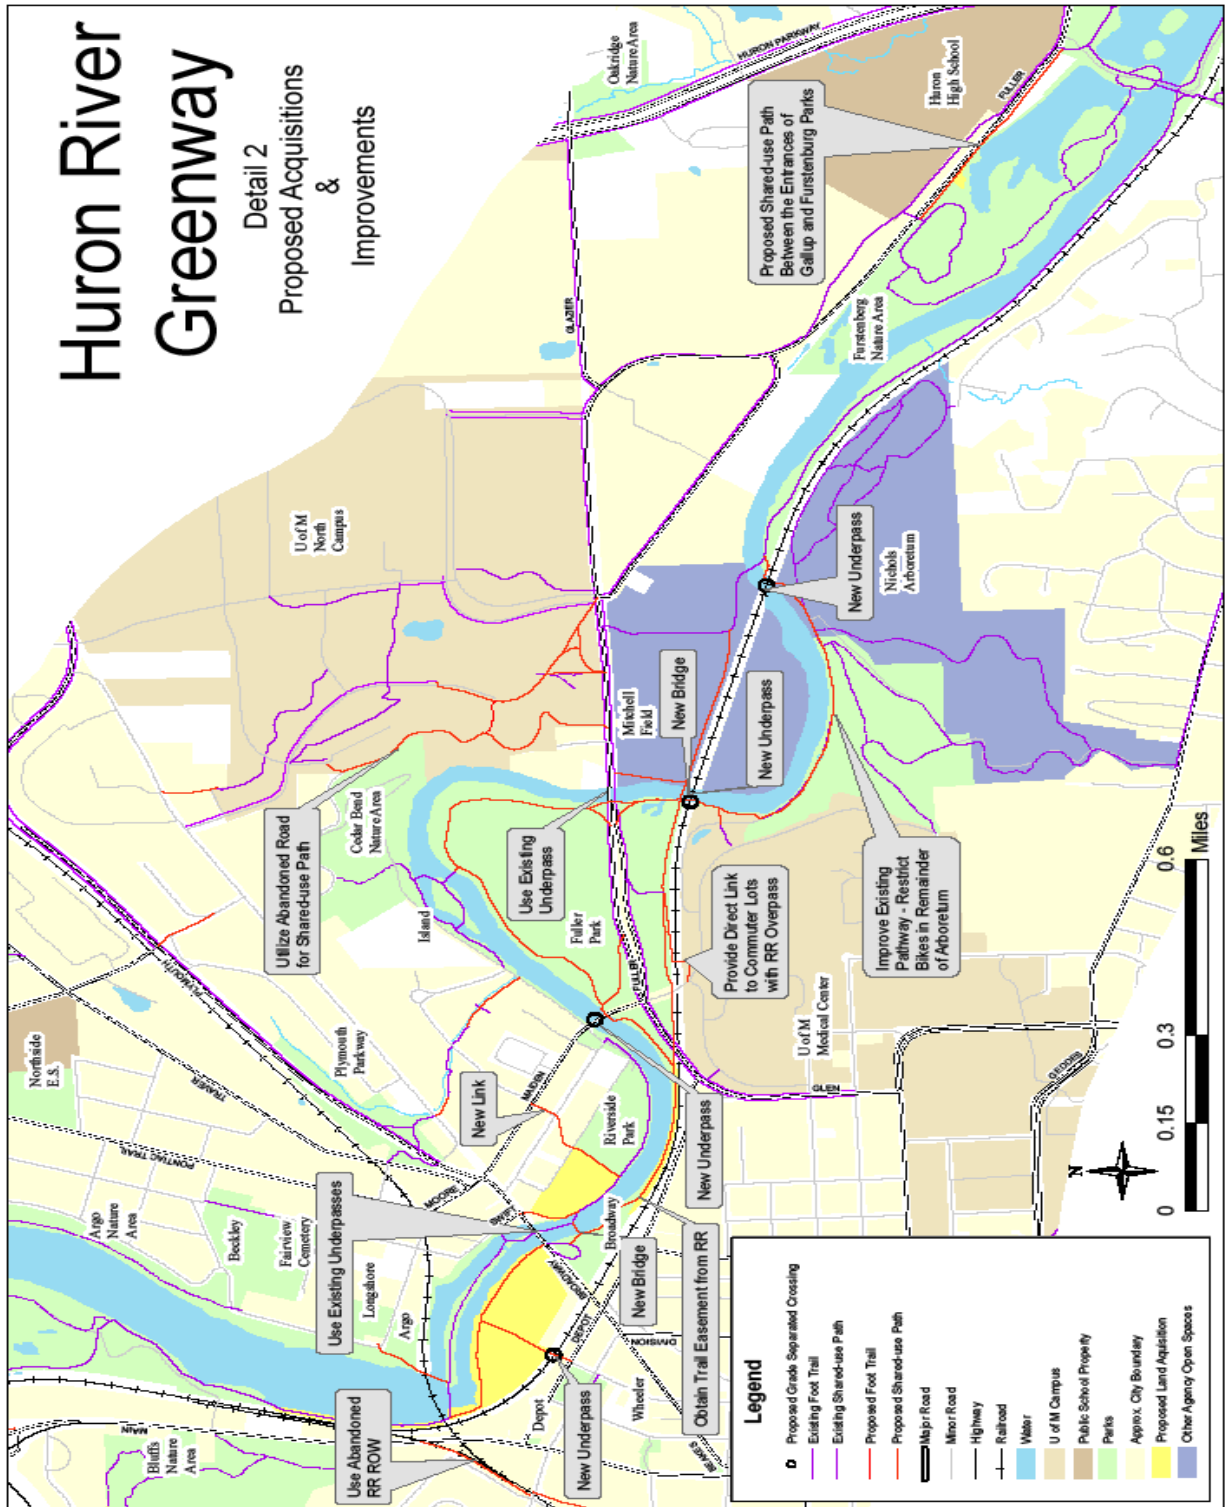 Huron River
Greenway
Detail 2
Proposed Acquisitions
&
Improvements
Oakridge
Nature Area
HURON PARKWAY
Huron
High School
FULLER
Proposed Shared-use Path
Between the Entrances of
Gallup and Furstenburg Parks
GLAZIER
Furstenberg
Nature Area
U of M
North
Campus
Nichols
Arboretum
New Underpass
Mitchell
Field
New Bridge
New Underpass
Cedar Bend
Nature Area
Utilize Abandoned Road
for Shared-use Path
Use Existing
Underpass
Island
Fuller
Park
FULLER
Provide Direct Link
to Commuter Lots
with RR Overpass
Improve Existing
Pathway - Restrict
Bikes in Remainder
of Arboretum
U of M
Medical Center
PLYMOUTH
Plymouth
Parkway
Northside
E.S.
TRAVER
PONTIAC TRAIL
MAIDEN
New Link
Riverside
Park
New Underpass
GLEN
GEDDES
MOORE
SWIFT
Broadway
BROADWAY
Argo
Nature
Area
Beckley
Fairview
Cemetery
Longshore
Argo
Use Existing Underpasses
New Bridge
Obtain Trail Easement from RR
DEPOT
DIVISION
Depot
Wheeler
BEAKES
New Underpass
Use Abandoned
RR ROW
MAIN
Bluffs
Nature
Area
N
0 0.15 0.3 0.6
Miles
Legend
Proposed Grade Separated Crossing
Existing Foot Trail
Existing Shared-use Path
Proposed Foot Trail
Proposed Shared-use Path
Major Road
Minor Road
Highway
Railroad
Water
U of M Campus
Public School Property
Parks
Approx. City Boundary
Proposed Land Aquisition
Other Agency Open Spaces